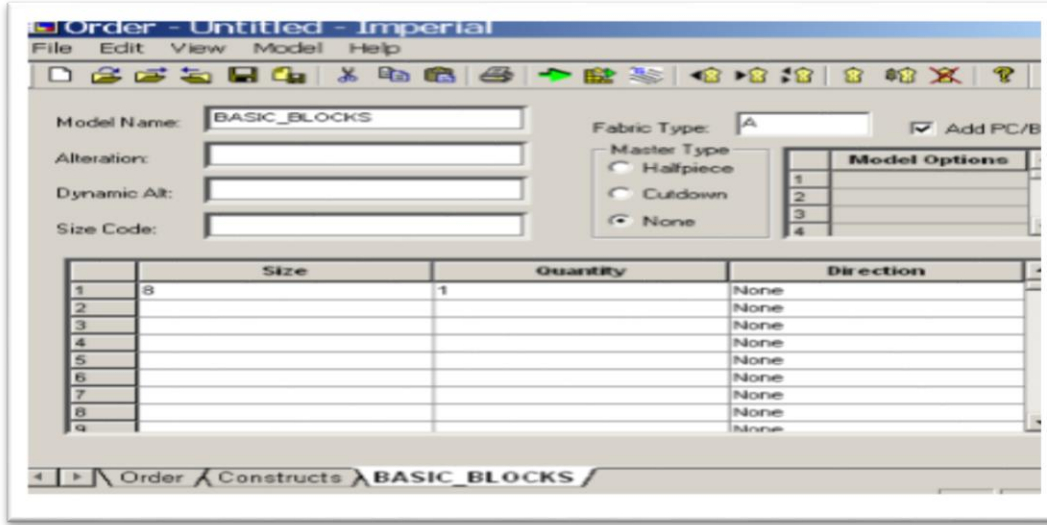 Order - Untitled - Imperial
File Edit View Model Help
Model Name: BASIC_BLOCKS
Fabric Type: A
Add PC/B
Alteration:
Master Type
Halfpiece
Model Options
1
Dynamic Alt:
Cutdown
2
3
Size Code:
None
4
Size Quantity Direction
1 8 1 None
2 None
3 None
4 None
5 None
6 None
7 None
8 None
9 None
Order Constructs BASIC_BLOCKS